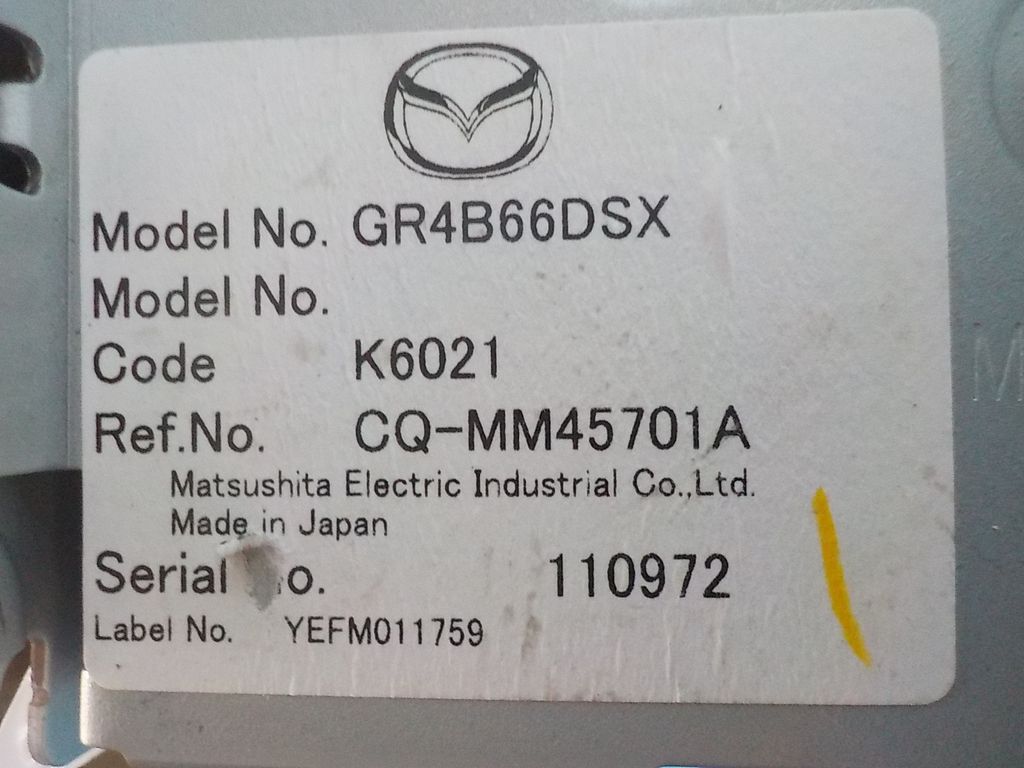 Model No. GR4B66DSX
Model No.
Code K6021
Ref.No. CQ-MM45701A
Matsushita Electric Industrial Co.,Ltd.
Made in Japan
Serial o. 110972
Label No. YEFM011759
M